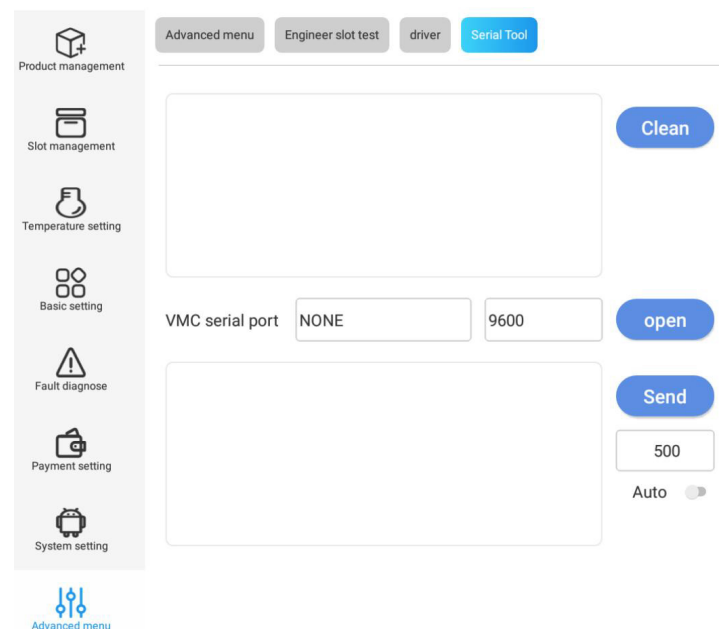 Advanced menu
Engineer slot test
driver
Serial Tool
Product management
Slot management
Temperature setting
Basic setting
Fault diagnose
Payment setting
System setting
Advanced menu
Clean
VMC serial port
NONE
9600
open
Send
500
Auto